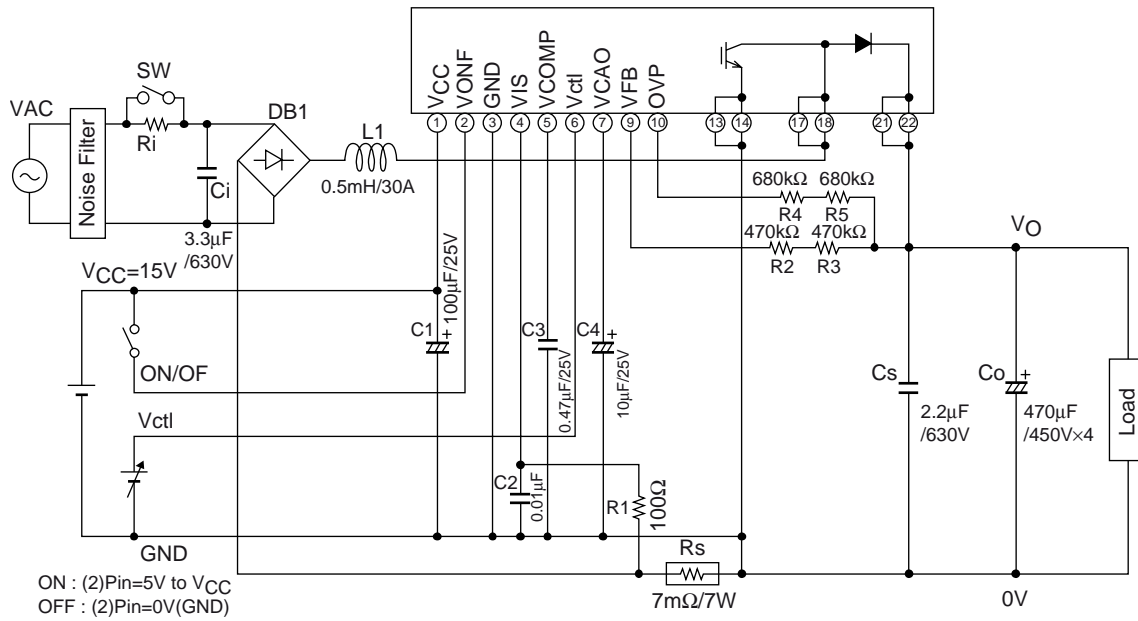 VCC
VONF
GND
VIS
VCOMP
Vctl
VCAO
VFB
OVP
1
2
3
4
5
6
7
9
10
13
14
17
18
21
22
VAC
Noise Filter
SW
Ri
Ci
3.3μF
/630V
DB1
L1
0.5mH/30A
680kΩ
680kΩ
R4
R5
470kΩ
470kΩ
R2
R3
VO
VCC=15V
100μF/25V
C1
+
C3
0.47μF/25V
C4
+
10μF/25V
ON/OF
Vctl
C2
0.01μF
R1
100Ω
Cs
2.2μF
/630V
Co
+
470μF
/450V×4
Load
GND
Rs
7mΩ/7W
0V
ON : (2)Pin=5V to VCC
OFF : (2)Pin=0V(GND)